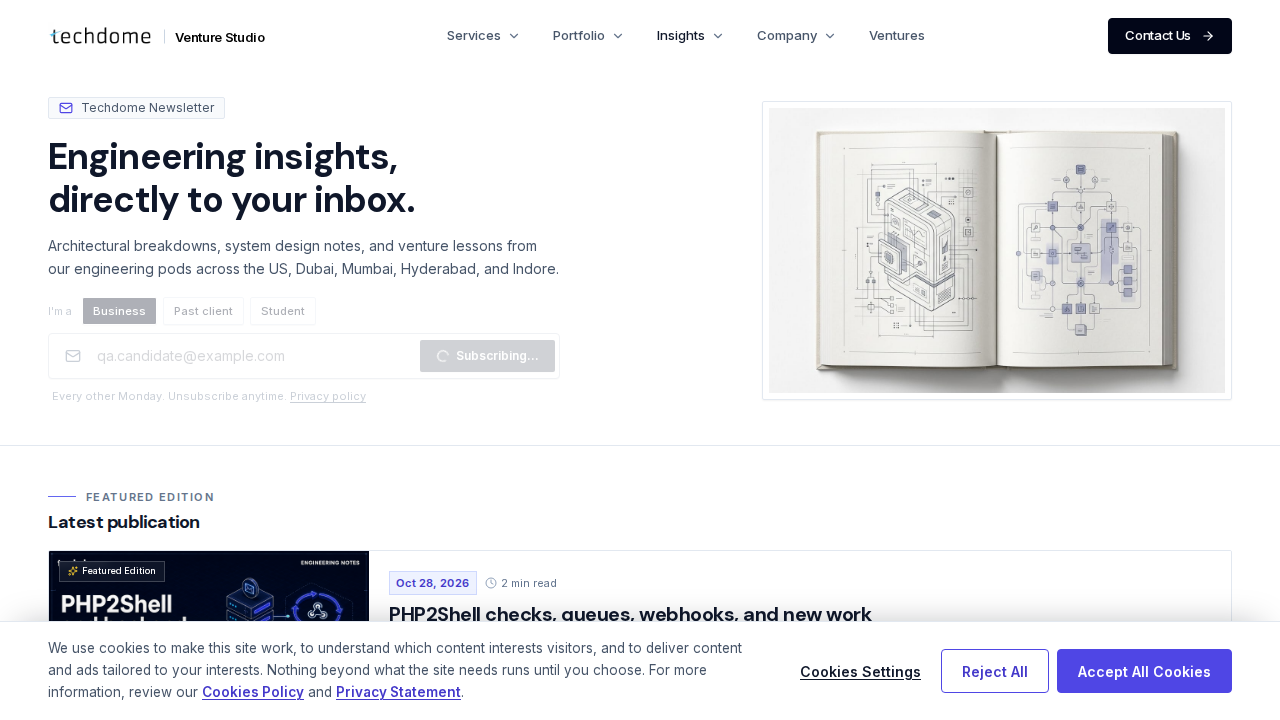 techdome Venture Studio
Services Portfolio Insights Company Ventures
Contact Us
Techdome Newsletter
Engineering insights,
directly to your inbox.
Architectural breakdowns, system design notes, and venture lessons from
our engineering pods across the US, Dubai, Mumbai, Hyderabad, and Indore.
I'm a Business Past client Student
qa.candidate@example.com Subscribing...
Every other Monday. Unsubscribe anytime. Privacy policy
FEATURED EDITION
Latest publication
Featured Edition
ENGINEERING NOTES
PHP2Shell
Oct 28, 2026 2 min read
PHP2Shell checks, queues, webhooks, and new work
We use cookies to make this site work, to understand which content interests visitors, and to deliver content
and ads tailored to your interests. Nothing beyond what the site needs runs until you choose. For more
information, review our Cookies Policy and Privacy Statement.
Cookies Settings
Reject All
Accept All Cookies